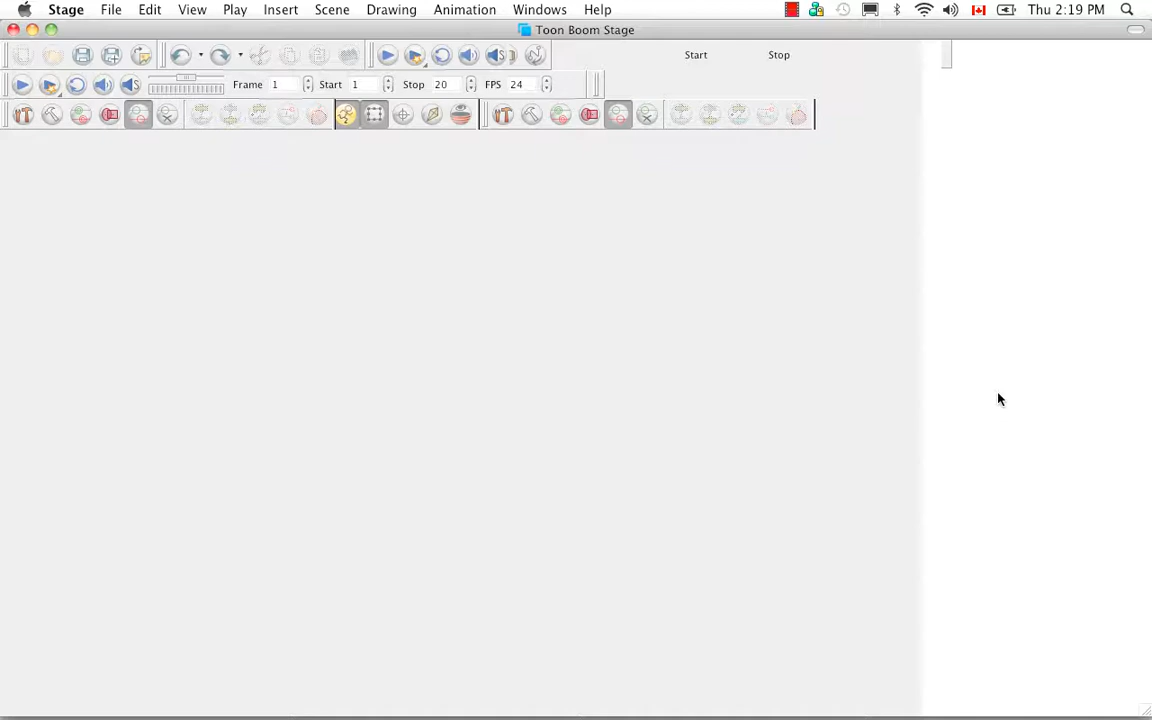 Stage File Edit View Play Insert Scene Drawing Animation Windows Help Thu 2:19 PM
Toon Boom Stage
Start Stop
Frame 1 Start 1 Stop 20 FPS 24